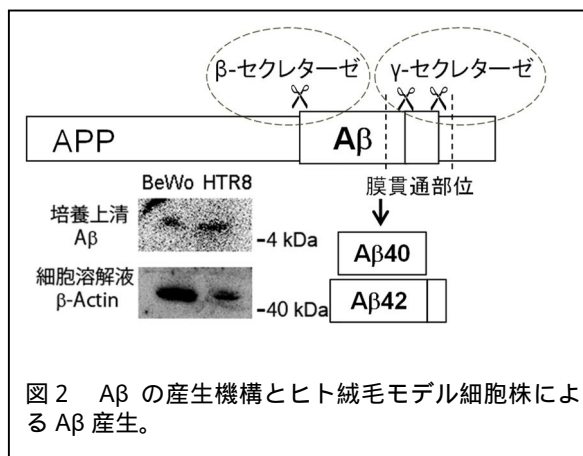 β-セクレターゼ γ-セクレターゼ
APP Aβ
膜貫通部位
BeWo HTR8
培養上清
Aβ
-4 kDa
細胞溶解液
β-Actin
-40 kDa
Aβ40
Aβ42
図2 Aβ の産生機構とヒト絨毛モデル細胞株によ
る Aβ 産生。